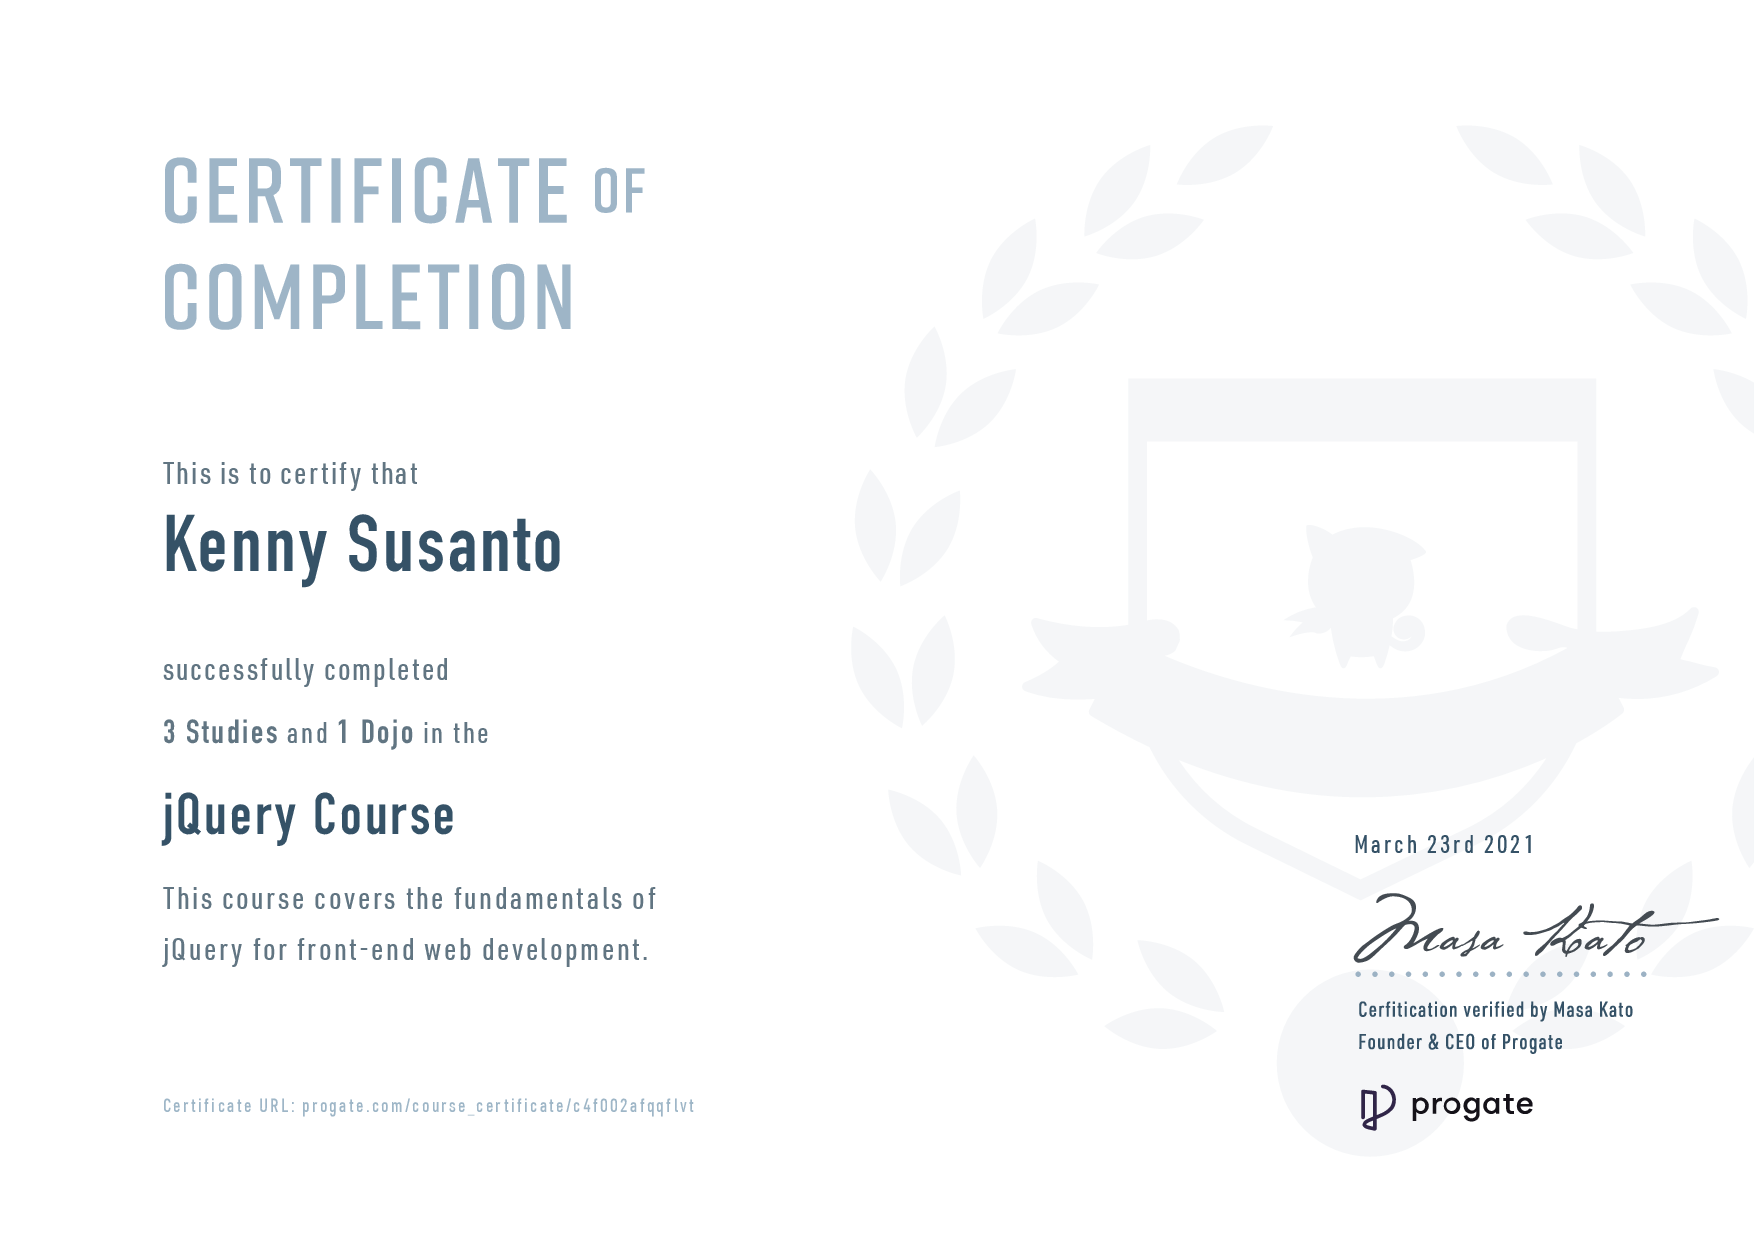 CERTIFICATE OF
COMPLETION
This is to certify that
Kenny Susanto
successfully completed
3 Studies and 1 Dojo in the
jQuery Course
This course covers the fundamentals of
jQuery for front-end web development.
Certificate URL: progate.com/course_certificate/c4f002afqqflvt
March 23rd 2021
Masa Kato
Cerfitication verified by Masa Kato
Founder & CEO of Progate
progate